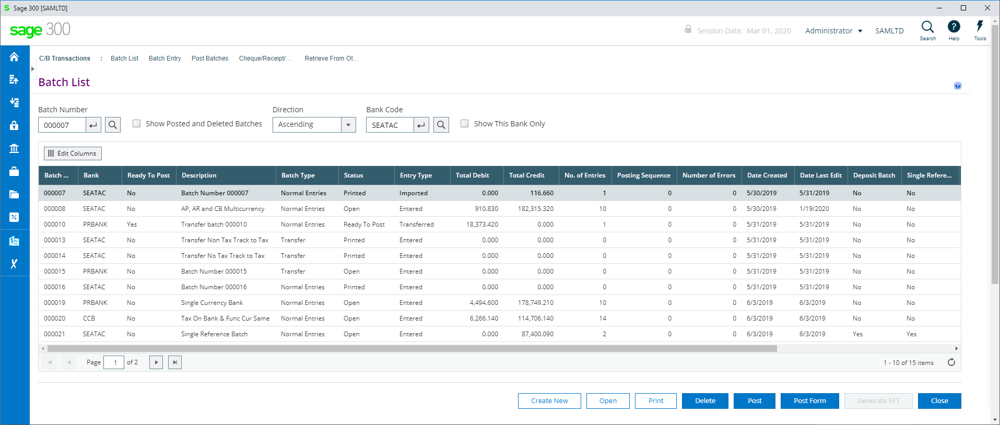 S Sage 300 [SAMLTD]
sage 300
Session Date: Mar 01, 2020 Administrator SAMLTD Search ? Help Tools
C/B Transactions : Batch List Batch Entry Post Batches Cheque/Receipt/... Retrieve From Ot...
Batch List ?
Batch Number Direction Bank Code
000007 Show Posted and Deleted Batches Ascending SEATAC Show This Bank Only
Edit Columns
Batch ... Bank Ready To Post Description Batch Type Status Entry Type Total Debit Total Credit No. of Entries Posting Sequence Number of Errors Date Created Date Last Edit Deposit Batch Single Refere...
000007 SEATAC No Batch Number 000007 Normal Entries Printed Imported 0.000 116.660 1 0 0 5/30/2019 5/31/2019 No No
000008 SEATAC No AP, AR and CB Multicurrency Normal Entries Open Entered 910.830 182,315.320 10 0 0 5/30/2019 1/19/2020 No No
000010 PRBANK Yes Transfer batch 000010 Normal Entries Ready To Post Transferred 18,373.420 0.000 1 0 0 5/31/2019 5/31/2019 No No
000013 SEATAC No Transfer Non Tax Track to Tax Transfer Printed Entered 0.000 0.000 0 0 0 5/31/2019 5/31/2019 No No
000014 SEATAC No Transfer No Tax Track to Tax Transfer Printed Entered 0.000 0.000 0 0 0 5/31/2019 5/31/2019 No No
000015 PRBANK No Batch Number 000015 Transfer Open Entered 0.000 0.000 0 0 0 5/31/2019 5/31/2019 No No
000016 SEATAC No Batch Number 000016 Normal Entries Printed Entered 0.000 0.000 0 0 0 5/31/2019 5/31/2019 No No
000019 PRBANK No Single Currency Bank Normal Entries Open Entered 4,494.600 178,749.210 10 0 0 6/3/2019 6/3/2019 No No
000020 CCB No Tax On Bank & Func Cur Same Normal Entries Open Entered 6,266.140 114,706.140 14 0 0 6/3/2019 6/3/2019 No No
000021 SEATAC No Single Reference Batch Normal Entries Open Entered 0.000 87,400.090 2 0 0 6/3/2019 6/3/2019 Yes Yes
Page 1 of 2 1 - 10 of 15 items
Create New Open Print Delete Post Post Form Generate EFT Close